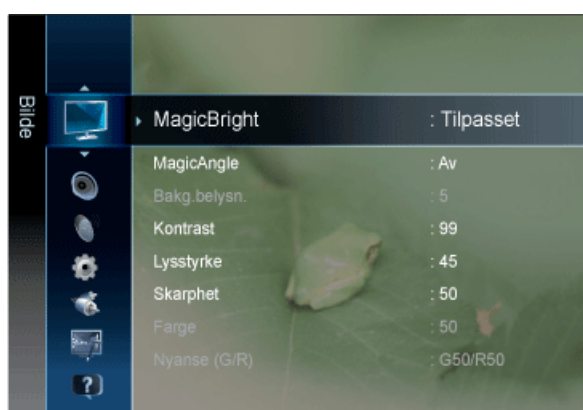 Bilde
MagicBright : Tilpasset
MagicAngle : Av
Bakg.belysn. : 5
Kontrast : 99
Lysstyrke : 45
Skarphet : 50
Farge : 50
Nyanse (G/R) : G50/R50